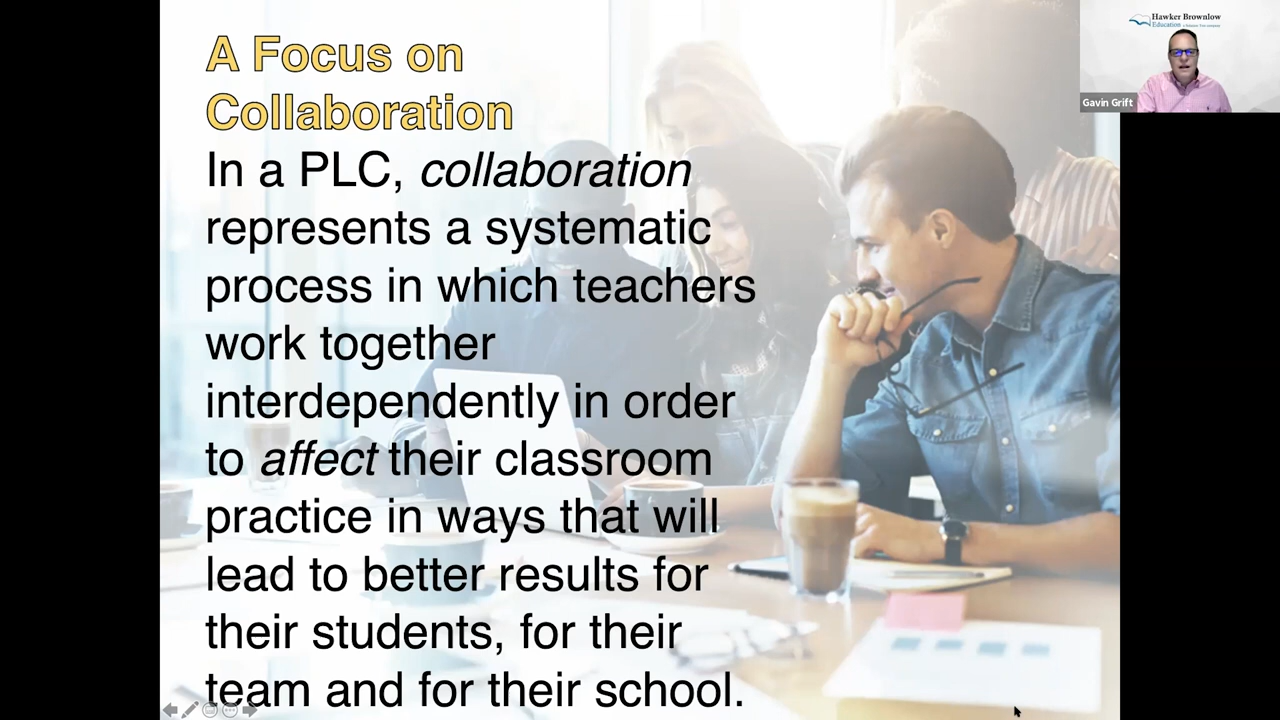 A Focus on
Collaboration
In a PLC, collaboration
represents a systematic
process in which teachers
work together
interdependently in order
to affect their classroom
practice in ways that will
lead to better results for
their students, for their
team and for their school.
Hawker Brownlow
Education
Gavin Grift